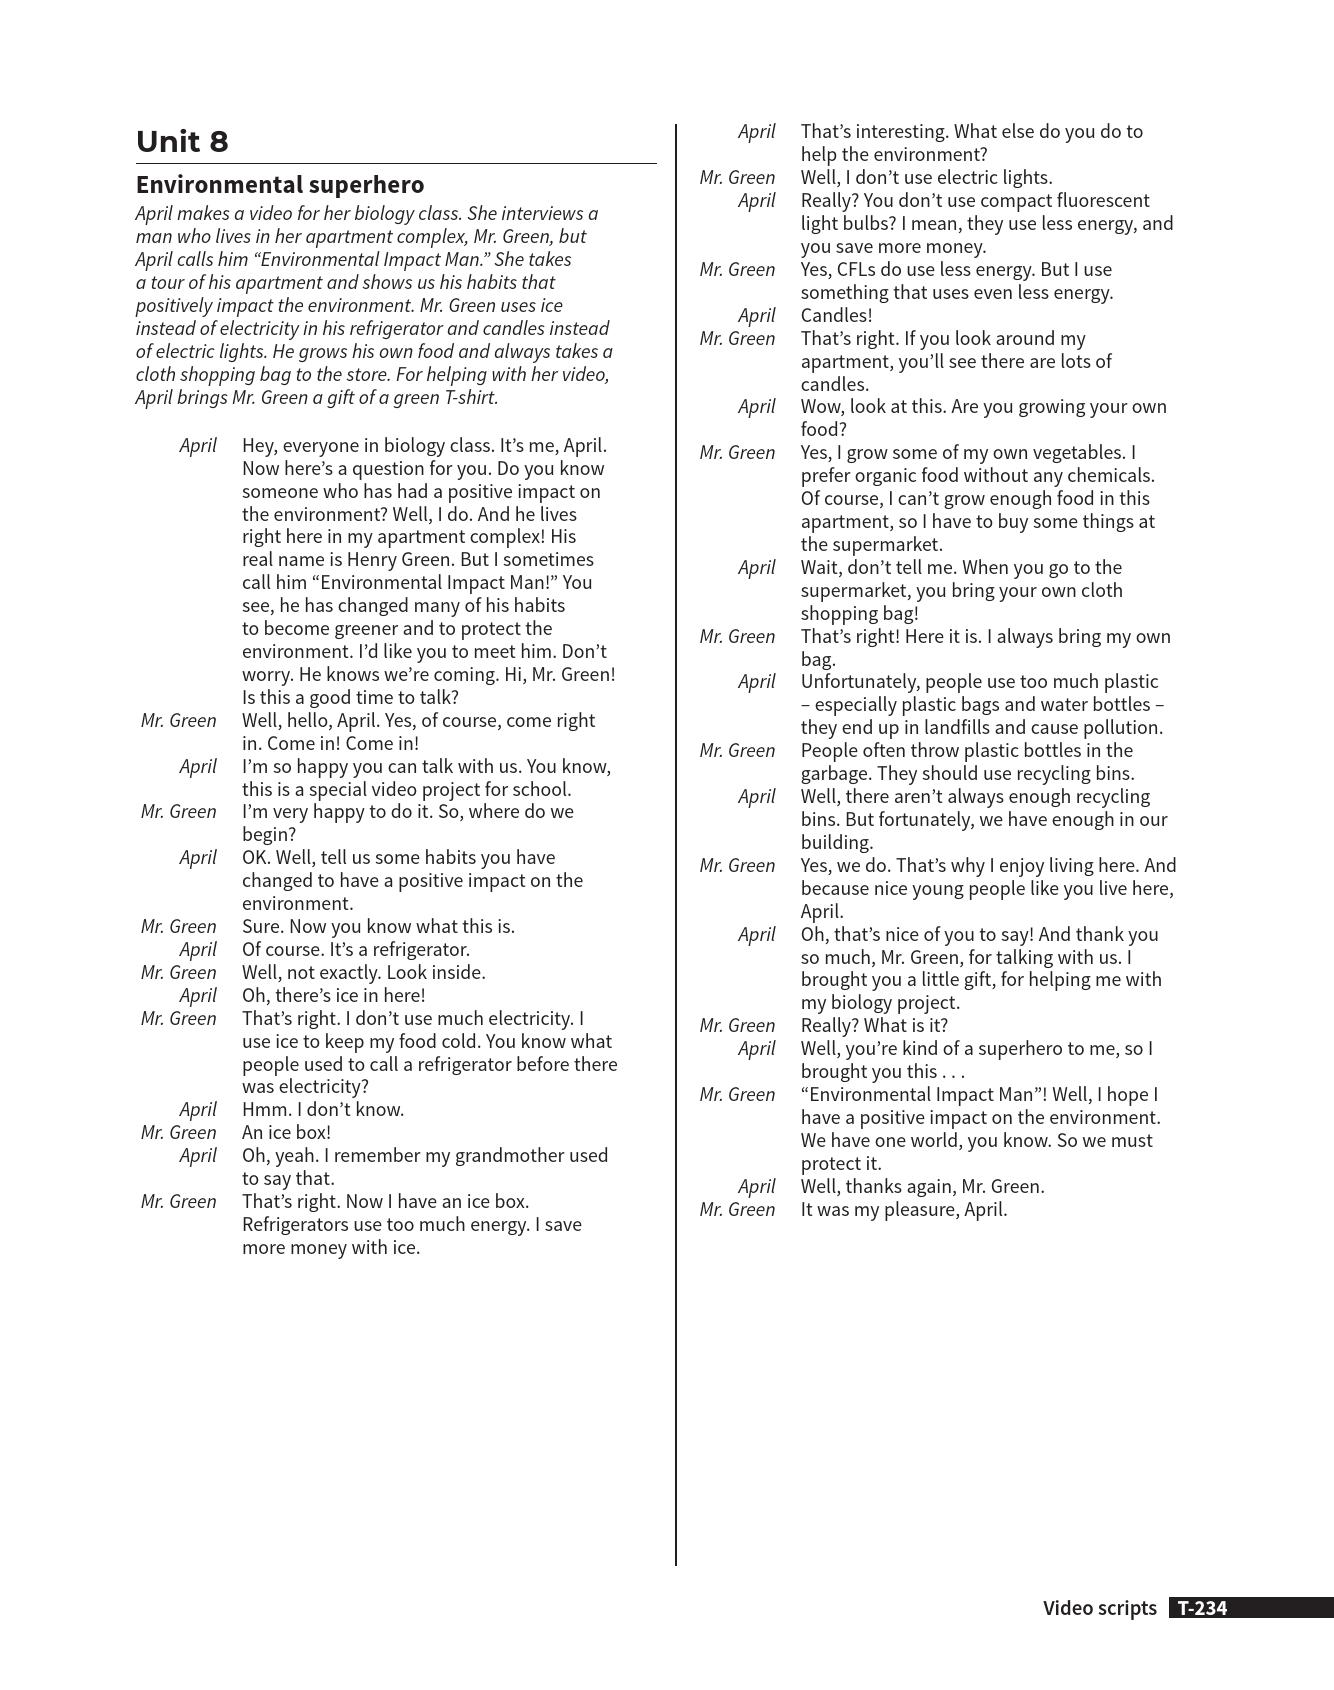 Unit 8
Environmental superhero
April makes a video for her biology class. She interviews a
man who lives in her apartment complex, Mr. Green, but
April calls him “Environmental Impact Man.” She takes
a tour of his apartment and shows us his habits that
positively impact the environment. Mr. Green uses ice
instead of electricity in his refrigerator and candles instead
of electric lights. He grows his own food and always takes a
cloth shopping bag to the store. For helping with her video,
April brings Mr. Green a gift of a green T-shirt.
April Hey, everyone in biology class. It’s me, April.
Now here’s a question for you. Do you know
someone who has had a positive impact on
the environment? Well, I do. And he lives
right here in my apartment complex! His
real name is Henry Green. But I sometimes
call him “Environmental Impact Man!” You
see, he has changed many of his habits
to become greener and to protect the
environment. I’d like you to meet him. Don’t
worry. He knows we’re coming. Hi, Mr. Green!
Is this a good time to talk?
Mr. Green Well, hello, April. Yes, of course, come right
in. Come in! Come in!
April I’m so happy you can talk with us. You know,
this is a special video project for school.
Mr. Green I’m very happy to do it. So, where do we
begin?
April OK. Well, tell us some habits you have
changed to have a positive impact on the
environment.
Mr. Green Sure. Now you know what this is.
April Of course. It’s a refrigerator.
Mr. Green Well, not exactly. Look inside.
April Oh, there’s ice in here!
Mr. Green That’s right. I don’t use much electricity. I
use ice to keep my food cold. You know what
people used to call a refrigerator before there
was electricity?
April Hmm. I don’t know.
Mr. Green An ice box!
April Oh, yeah. I remember my grandmother used
to say that.
Mr. Green That’s right. Now I have an ice box.
Refrigerators use too much energy. I save
more money with ice.
April That’s interesting. What else do you do to
help the environment?
Mr. Green Well, I don’t use electric lights.
April Really? You don’t use compact fluorescent
light bulbs? I mean, they use less energy, and
you save more money.
Mr. Green Yes, CFLs do use less energy. But I use
something that uses even less energy.
April Candles!
Mr. Green That’s right. If you look around my
apartment, you’ll see there are lots of
candles.
April Wow, look at this. Are you growing your own
food?
Mr. Green Yes, I grow some of my own vegetables. I
prefer organic food without any chemicals.
Of course, I can’t grow enough food in this
apartment, so I have to buy some things at
the supermarket.
April Wait, don’t tell me. When you go to the
supermarket, you bring your own cloth
shopping bag!
Mr. Green That’s right! Here it is. I always bring my own
bag.
April Unfortunately, people use too much plastic
– especially plastic bags and water bottles –
they end up in landfills and cause pollution.
Mr. Green People often throw plastic bottles in the
garbage. They should use recycling bins.
April Well, there aren’t always enough recycling
bins. But fortunately, we have enough in our
building.
Mr. Green Yes, we do. That’s why I enjoy living here. And
because nice young people like you live here,
April.
April Oh, that’s nice of you to say! And thank you
so much, Mr. Green, for talking with us. I
brought you a little gift, for helping me with
my biology project.
Mr. Green Really? What is it?
April Well, you’re kind of a superhero to me, so I
brought you this . . .
Mr. Green “Environmental Impact Man”! Well, I hope I
have a positive impact on the environment.
We have one world, you know. So we must
protect it.
April Well, thanks again, Mr. Green.
Mr. Green It was my pleasure, April.
Video scripts T-234